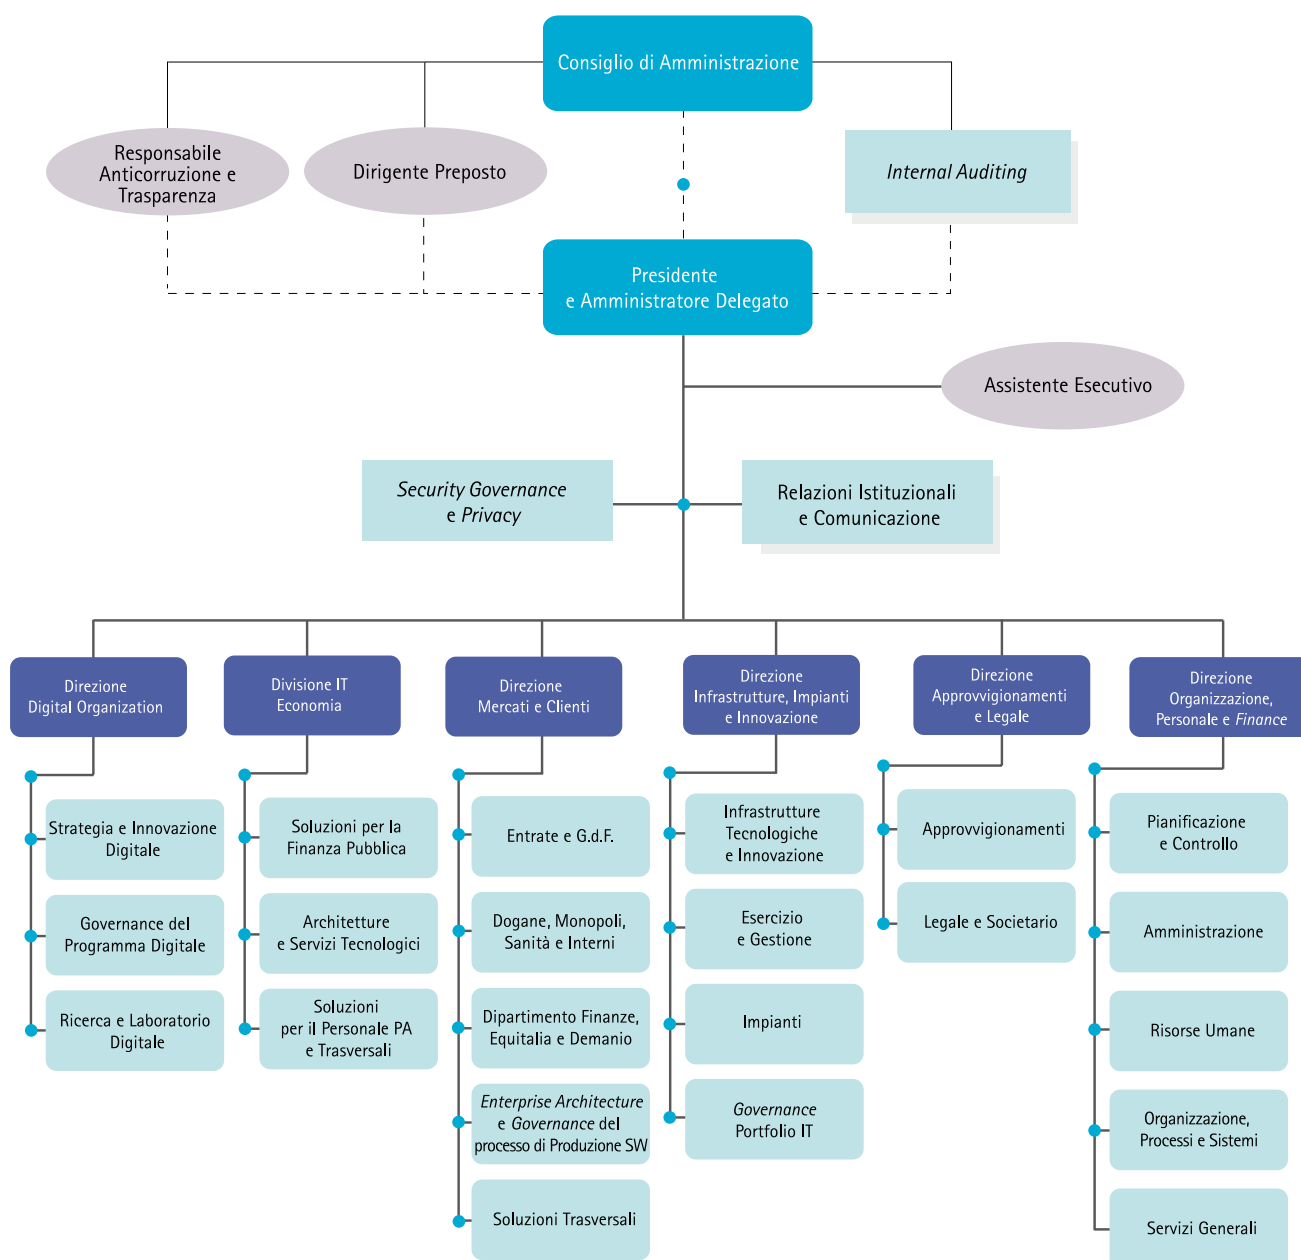 Consiglio di Amministrazione
Responsabile
Anticorruzione e
Trasparenza
Dirigente Preposto
Internal Auditing
Presidente
e Amministratore Delegato
Assistente Esecutivo
Security Governance
e Privacy
Relazioni Istituzionali
e Comunicazione
Direzione
Digital Organization
Divisione IT
Economia
Direzione
Mercati e Clienti
Direzione
Infrastrutture, Impianti
e Innovazione
Direzione
Approvvigionamenti
e Legale
Direzione
Organizzazione,
Personale e Finance
Strategia e Innovazione
Digitale
Governance del
Programma Digitale
Ricerca e Laboratorio
Digitale
Soluzioni per la
Finanza Pubblica
Architetture
e Servizi Tecnologici
Soluzioni
per il Personale PA
e Trasversali
Entrate e G.d.F.
Dogane, Monopoli,
Sanità e Interni
Dipartimento Finanze,
Equitalia e Demanio
Enterprise Architecture
e Governance del
processo di Produzione SW
Soluzioni Trasversali
Infrastrutture
Tecnologiche
e Innovazione
Esercizio
e Gestione
Impianti
Governance
Portfolio IT
Approvvigionamenti
Legale e Societario
Pianificazione
e Controllo
Amministrazione
Risorse Umane
Organizzazione,
Processi e Sistemi
Servizi Generali